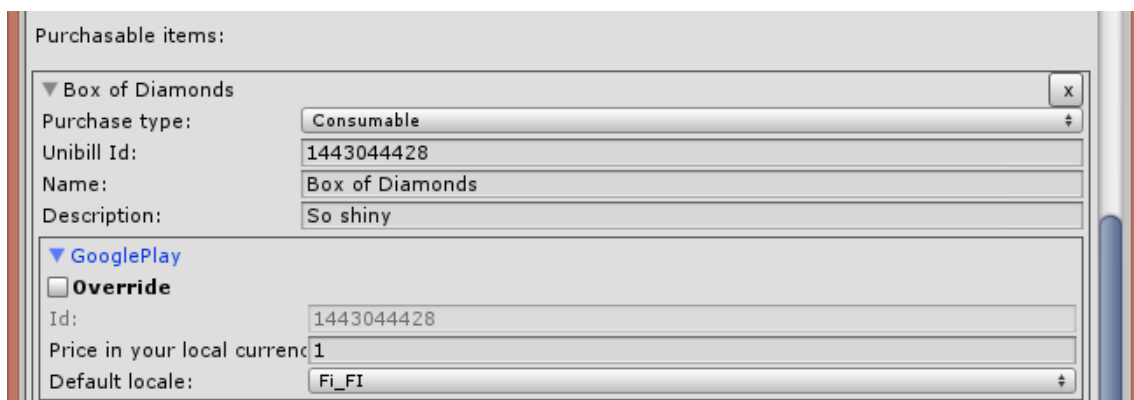 Purchasable items:
▼ Box of Diamonds x
Purchase type: Consumable
Unibill Id: 1443044428
Name: Box of Diamonds
Description: So shiny
▼ GooglePlay
Override
Id: 1443044428
Price in your local currenc 1
Default locale: Fi_FI